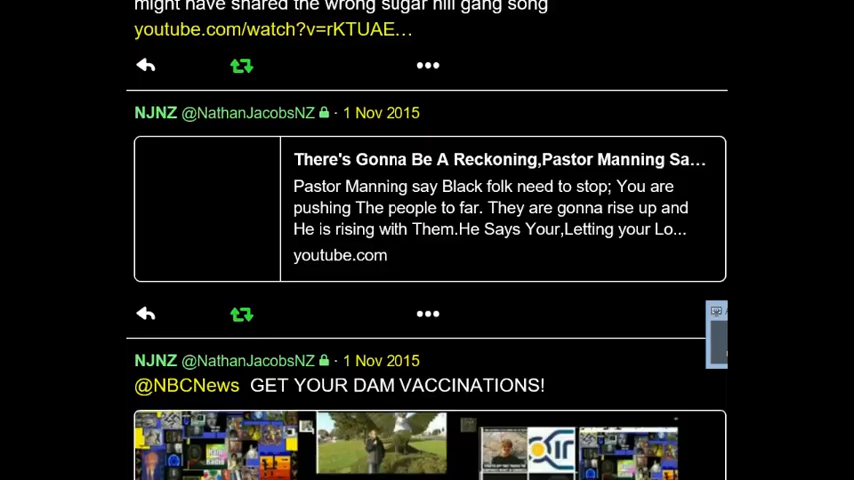 might have shared the wrong sugar hill gang song
youtube.com/watch?v=rKTUAE…
NJNZ @NathanJacobsNZ · 1 Nov 2015
There's Gonna Be A Reckoning,Pastor Manning Sa...
Pastor Manning say Black folk need to stop; You are
pushing The people to far. They are gonna rise up and
He is rising with Them.He Says Your,Letting your Lo...
youtube.com
NJNZ @NathanJacobsNZ · 1 Nov 2015
@NBCNews GET YOUR DAM VACCINATIONS!